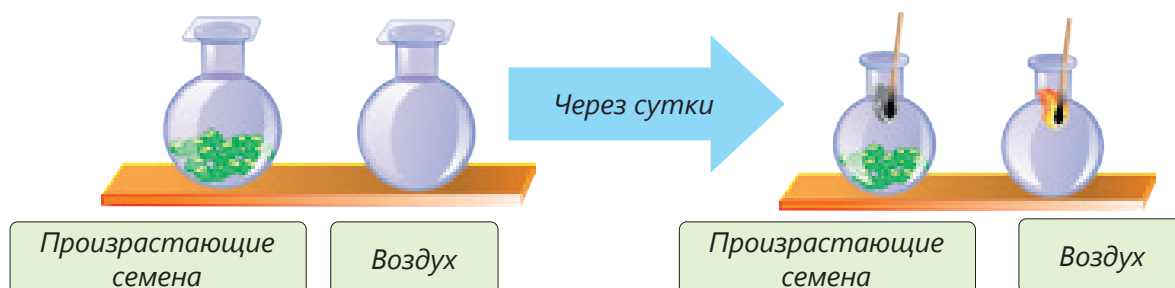 Через сутки
Произрастающие
семена
Воздух
Произрастающие
семена
Воздух